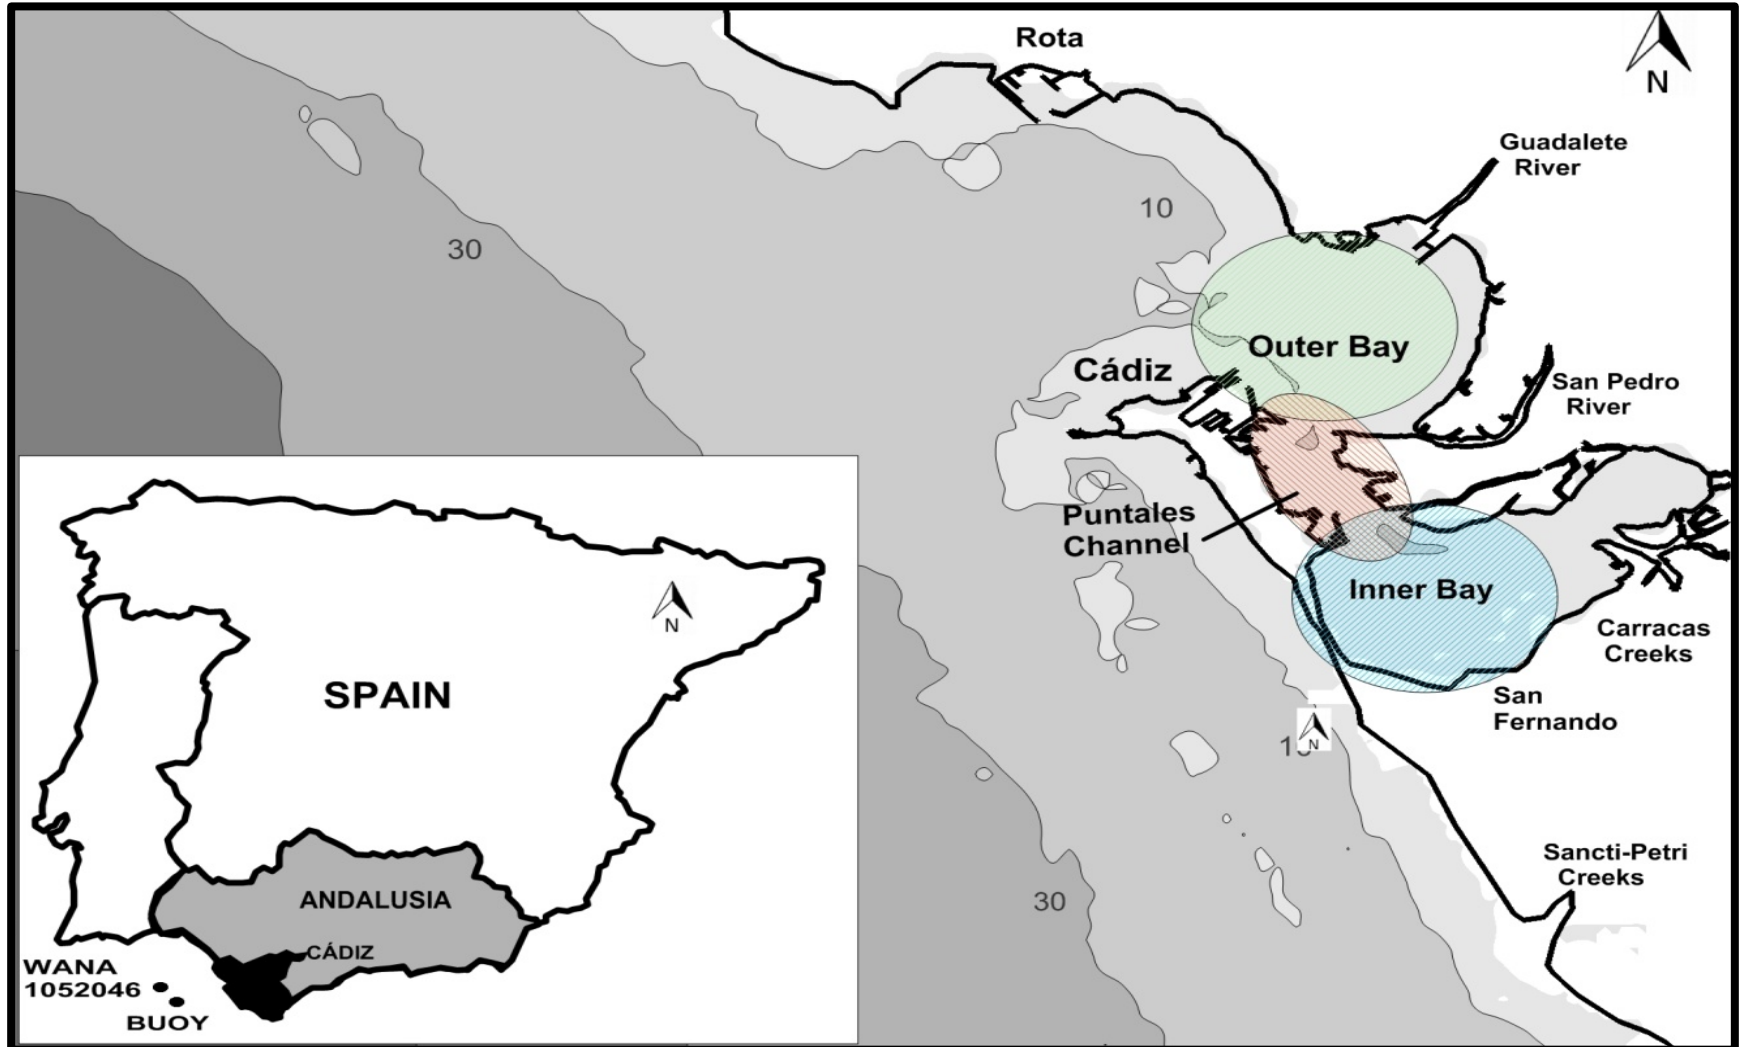 Rota
N
Guadalete
River
10
30
Outer Bay
Cádiz
San Pedro
River
Puntales
Channel
Inner Bay
Carracas
Creeks
San
Fernando
N
Sancti-Petri
Creeks
30
N
SPAIN
ANDALUSIA
CÁDIZ
WANA
1052046
BUOY